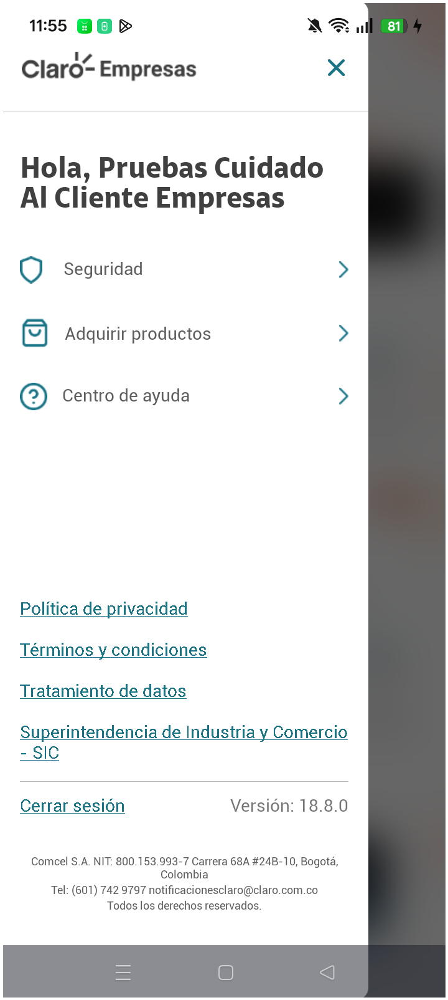 11:55
81
Claro Empresas
Hola, Pruebas Cuidado
Al Cliente Empresas
Seguridad
Adquirir productos
Centro de ayuda
Política de privacidad
Términos y condiciones
Tratamiento de datos
Superintendencia de Industria y Comercio
- SIC
Cerrar sesión
Versión: 18.8.0
Comcel S.A. NIT: 800.153.993-7 Carrera 68A #24B-10, Bogotá,
Colombia
Tel: (601) 742 9797 notificacionesclaro@claro.com.co
Todos los derechos reservados.